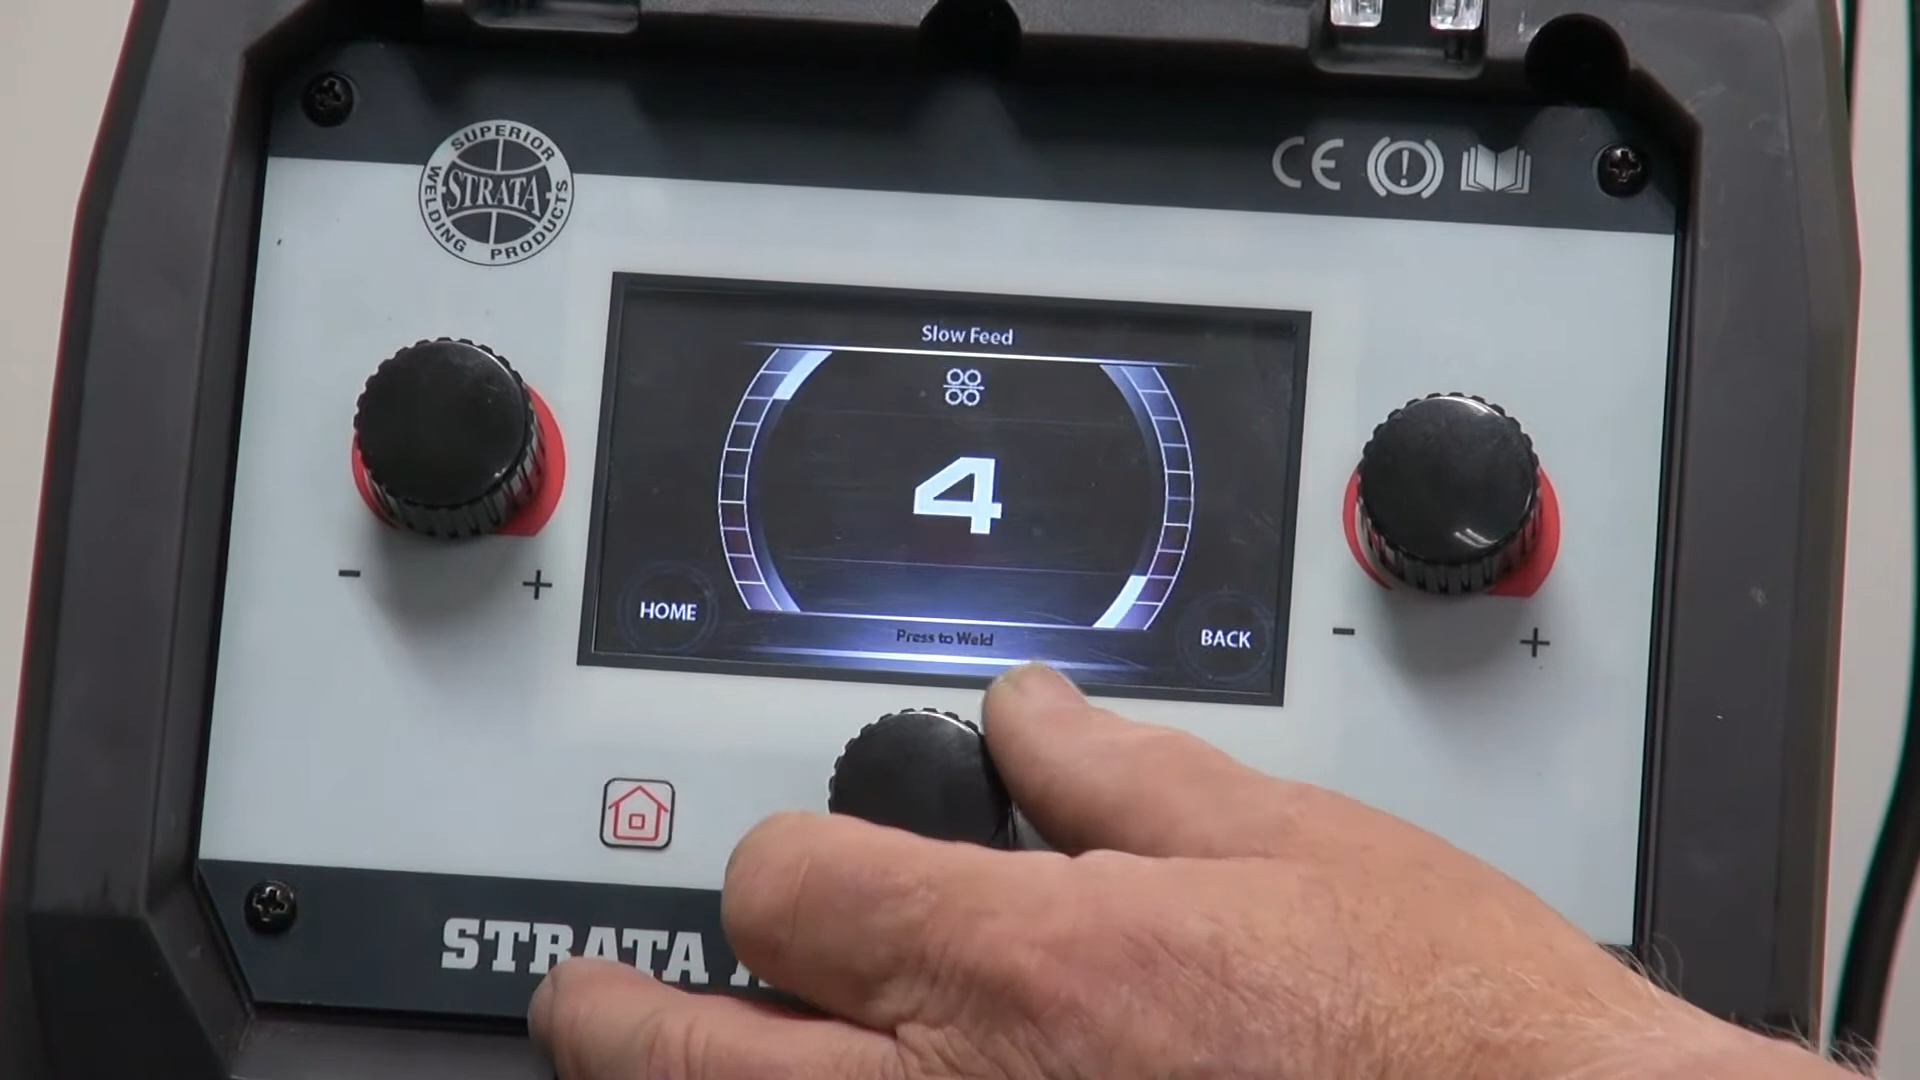 SUPERIOR
STRATA
WELDING PRODUCTS
CE
Slow Feed
4
HOME
Press to Weld
BACK
- +
- +
STRATA